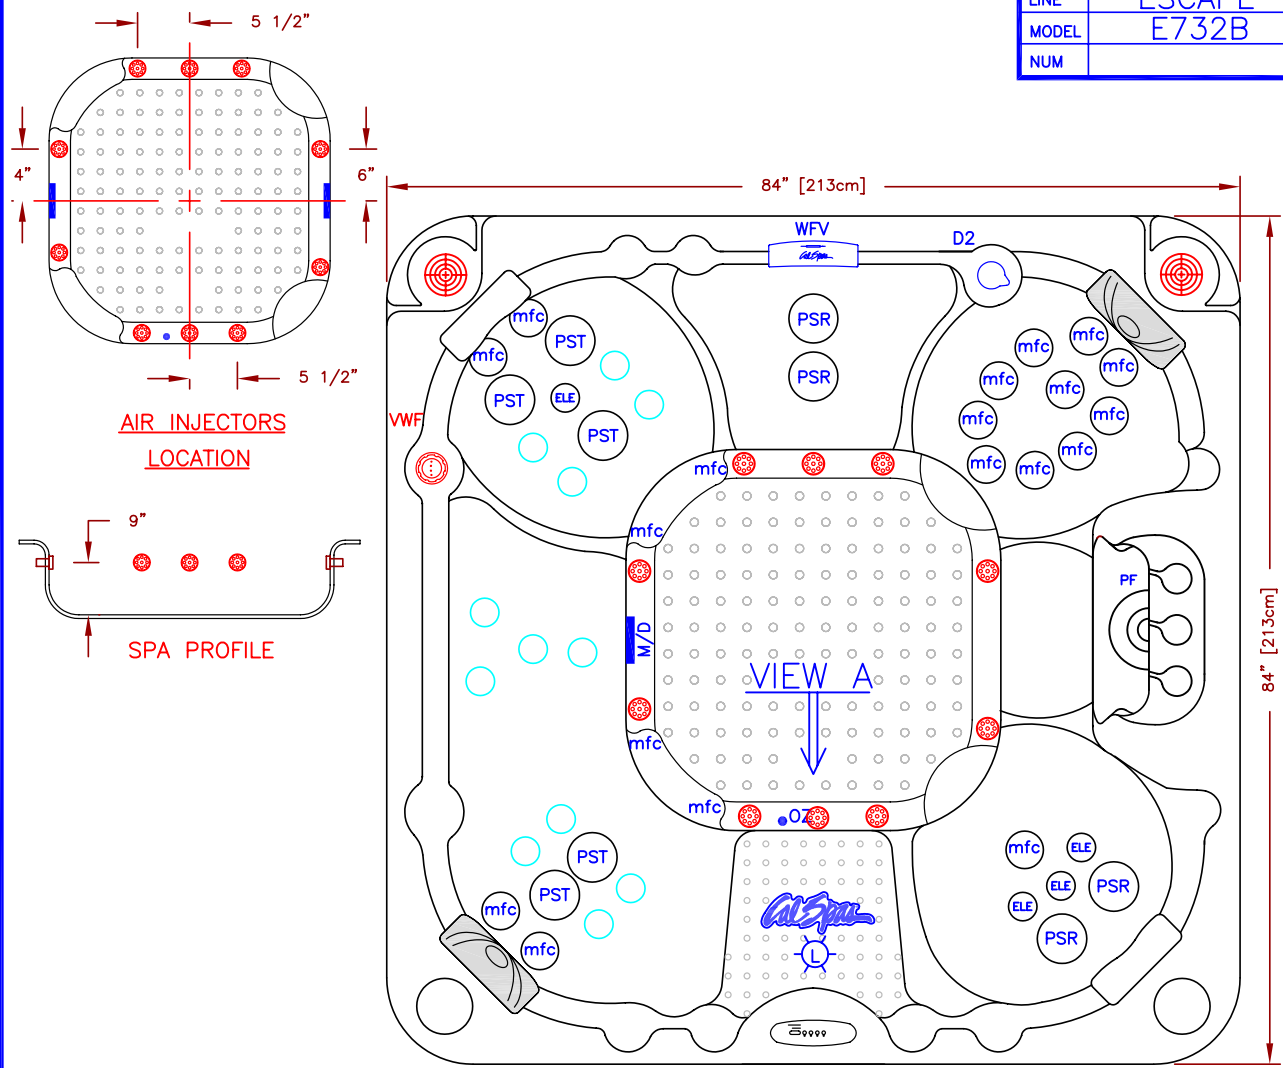 5 1/2"
LINE ESCAPE
MODEL E732B
NUM
4"
6"
84" [213cm]
WFV
CalSpas
D2
5 1/2"
AIR INJECTORS
LOCATION
VWF
mfc
PST
mfc
PST
ELE
PST
PSR
PSR
mfc
mfc
mfc
mfc
mfc
mfc
mfc
mfc
mfc
mfc
mfc
mfc
9"
SPA PROFILE
PF
M/D
VIEW A
84" [213cm]
mfc
mfc
OZ
PST
PST
mfc
mfc
CalSpas
L
mfc
ELE
ELE
PSR
ELE
PSR